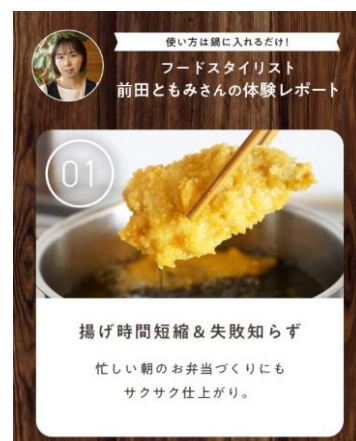 使い方は鍋に入れるだけ!
フードスタイリスト
前田ともみさんの体験レポート
01
揚げ時間短縮&失敗知らず
忙しい朝のお弁当づくりにも
サクサク仕上がり。